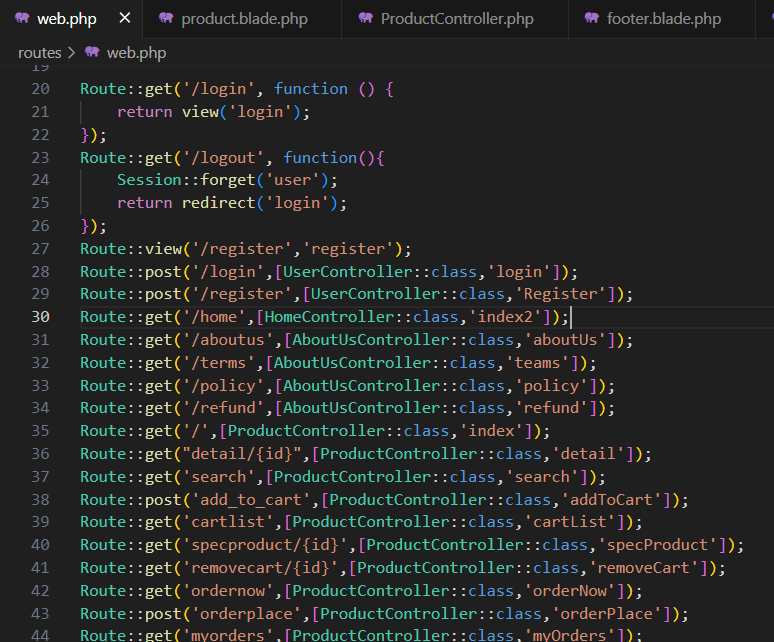 web.php × product.blade.php ProductController.php footer.blade.php
routes > web.php
19
20 Route::get('/login', function () {
21 return view('login');
22 });
23 Route::get('/logout', function(){
24 Session::forget('user');
25 return redirect('login');
26 });
27 Route::view('/register','register');
28 Route::post('/login',[UserController::class,'login']);
29 Route::post('/register',[UserController::class,'Register']);
30 Route::get('/home',[HomeController::class,'index2']);
31 Route::get('/aboutus',[AboutUsController::class,'aboutUs']);
32 Route::get('/terms',[AboutUsController::class,'teams']);
33 Route::get('/policy',[AboutUsController::class,'policy']);
34 Route::get('/refund',[AboutUsController::class,'refund']);
35 Route::get('/',[ProductController::class,'index']);
36 Route::get("detail/{id}",[ProductController::class,'detail']);
37 Route::get('search',[ProductController::class,'search']);
38 Route::post('add_to_cart',[ProductController::class,'addToCart']);
39 Route::get('cartlist',[ProductController::class,'cartList']);
40 Route::get('specproduct/{id}',[ProductController::class,'specProduct']);
41 Route::get('removecart/{id}',[ProductController::class,'removeCart']);
42 Route::get('ordernow',[ProductController::class,'orderNow']);
43 Route::post('orderplace',[ProductController::class,'orderPlace']);
44 Route::get('myorders',[ProductController::class,'myOrders']);